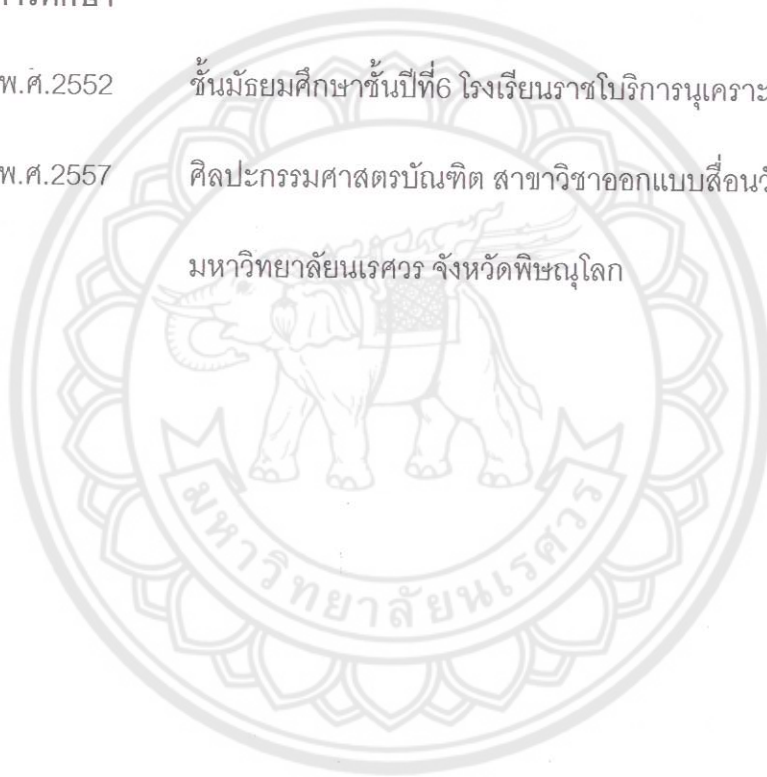 พ.ศ.2552 ชั้นมัธยมศึกษาชั้นปีที่6 โรงเรียนราชโบริการนุเคราะ
พ.ศ.2557 ศิลปะกรรมศาสตรบัณฑิต สาขาวิชาออกแบบสื่อนว
มหาวิทยาลัยนเรศวร จังหวัดพิษณุโลก
มหาวิทยาลัยนเรศวร